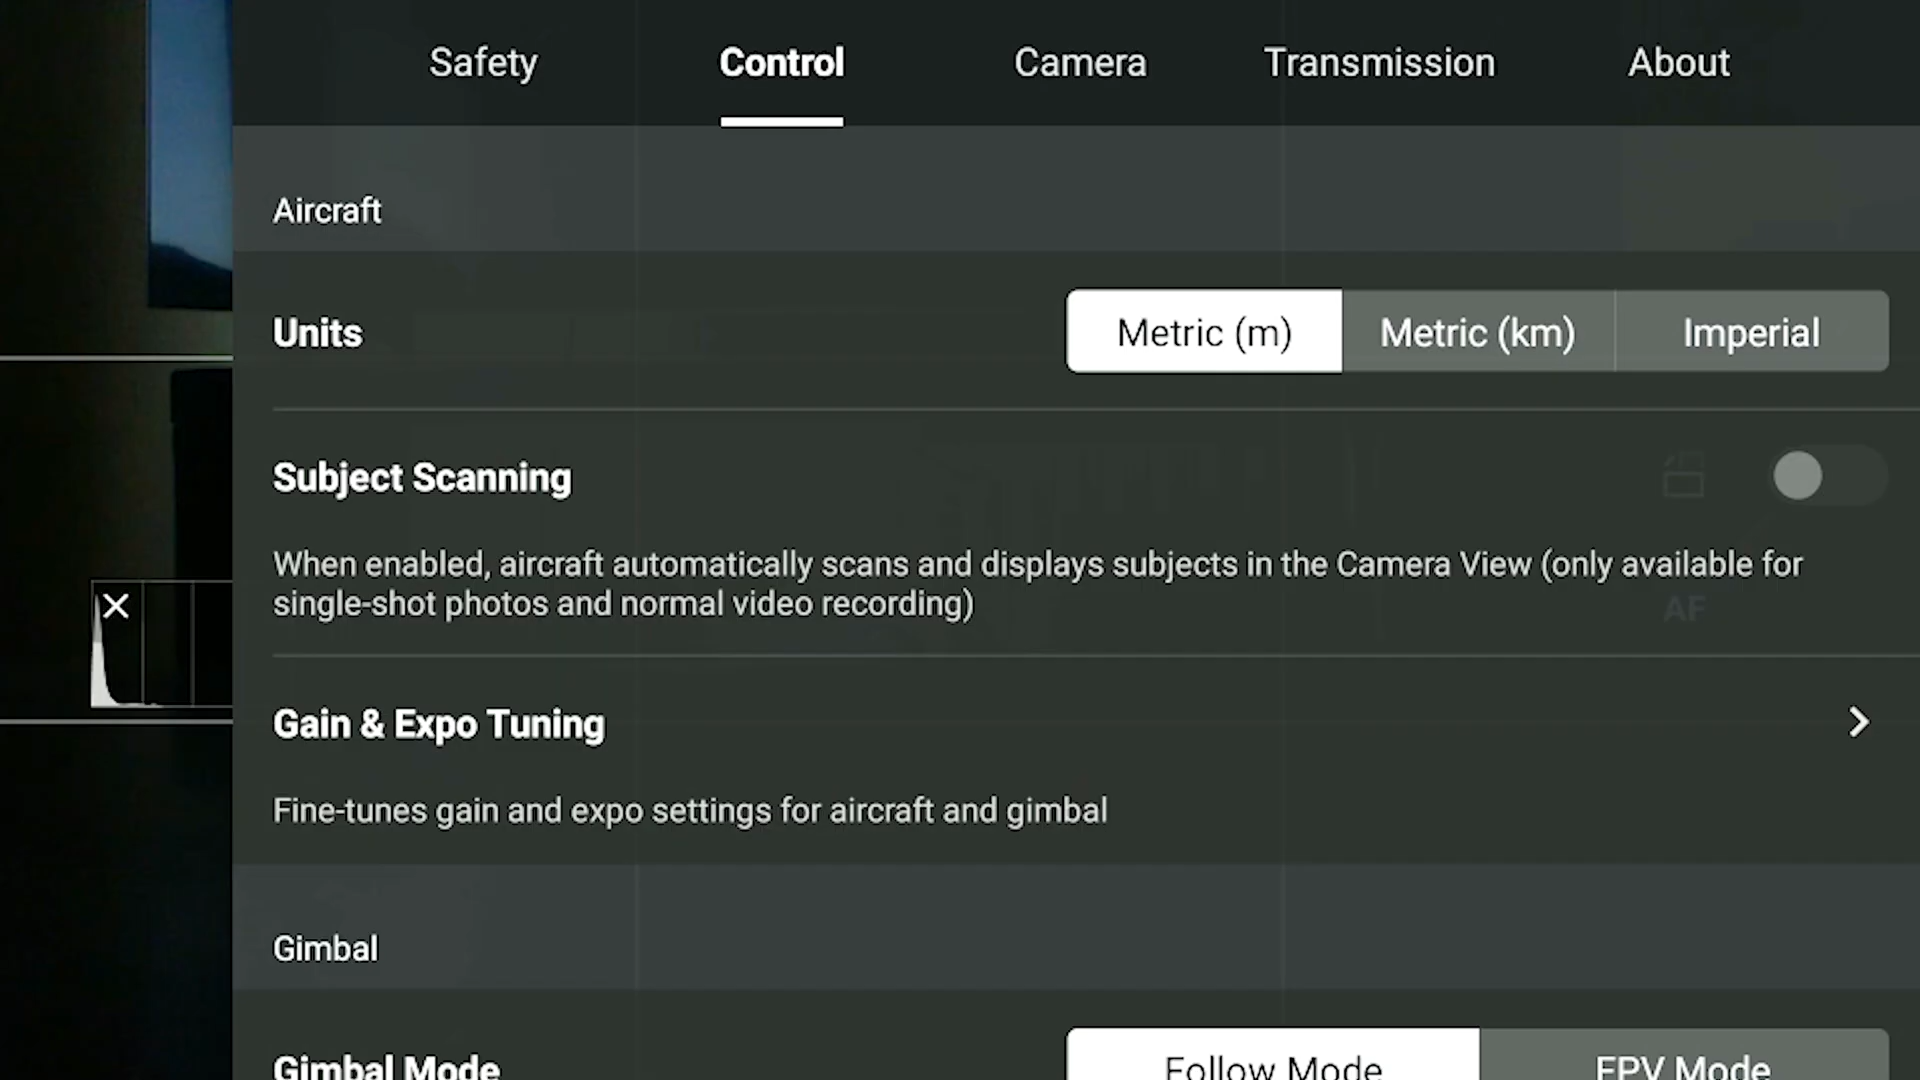 Safety Control Camera Transmission About
Aircraft
Units Metric (m) Metric (km) Imperial
Subject Scanning
When enabled, aircraft automatically scans and displays subjects in the Camera View (only available for
single-shot photos and normal video recording)
AF
Gain & Expo Tuning
Fine-tunes gain and expo settings for aircraft and gimbal
Gimbal
Gimbal Mode Follow Mode FPV Mode